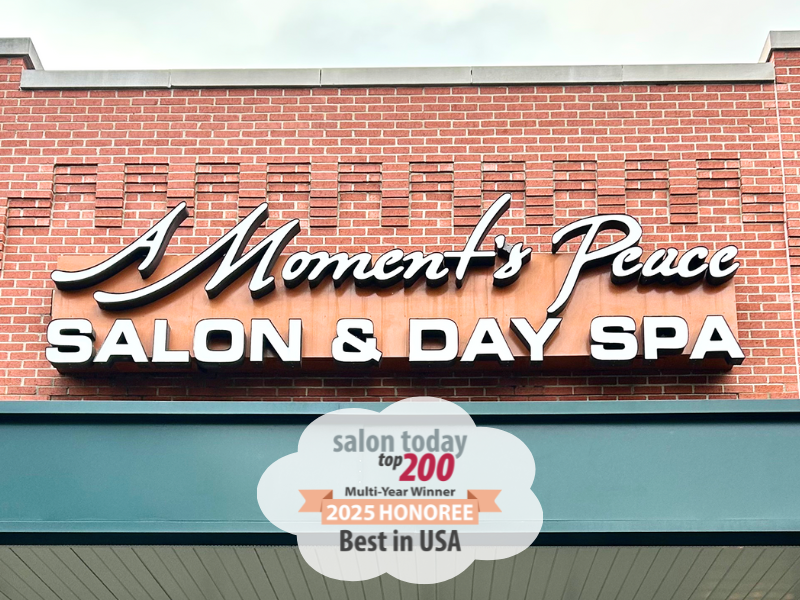 A Moment's Peace
SALON & DAY SPA
salon today
top 200
Multi-Year Winner
2025 HONOREE
Best in USA